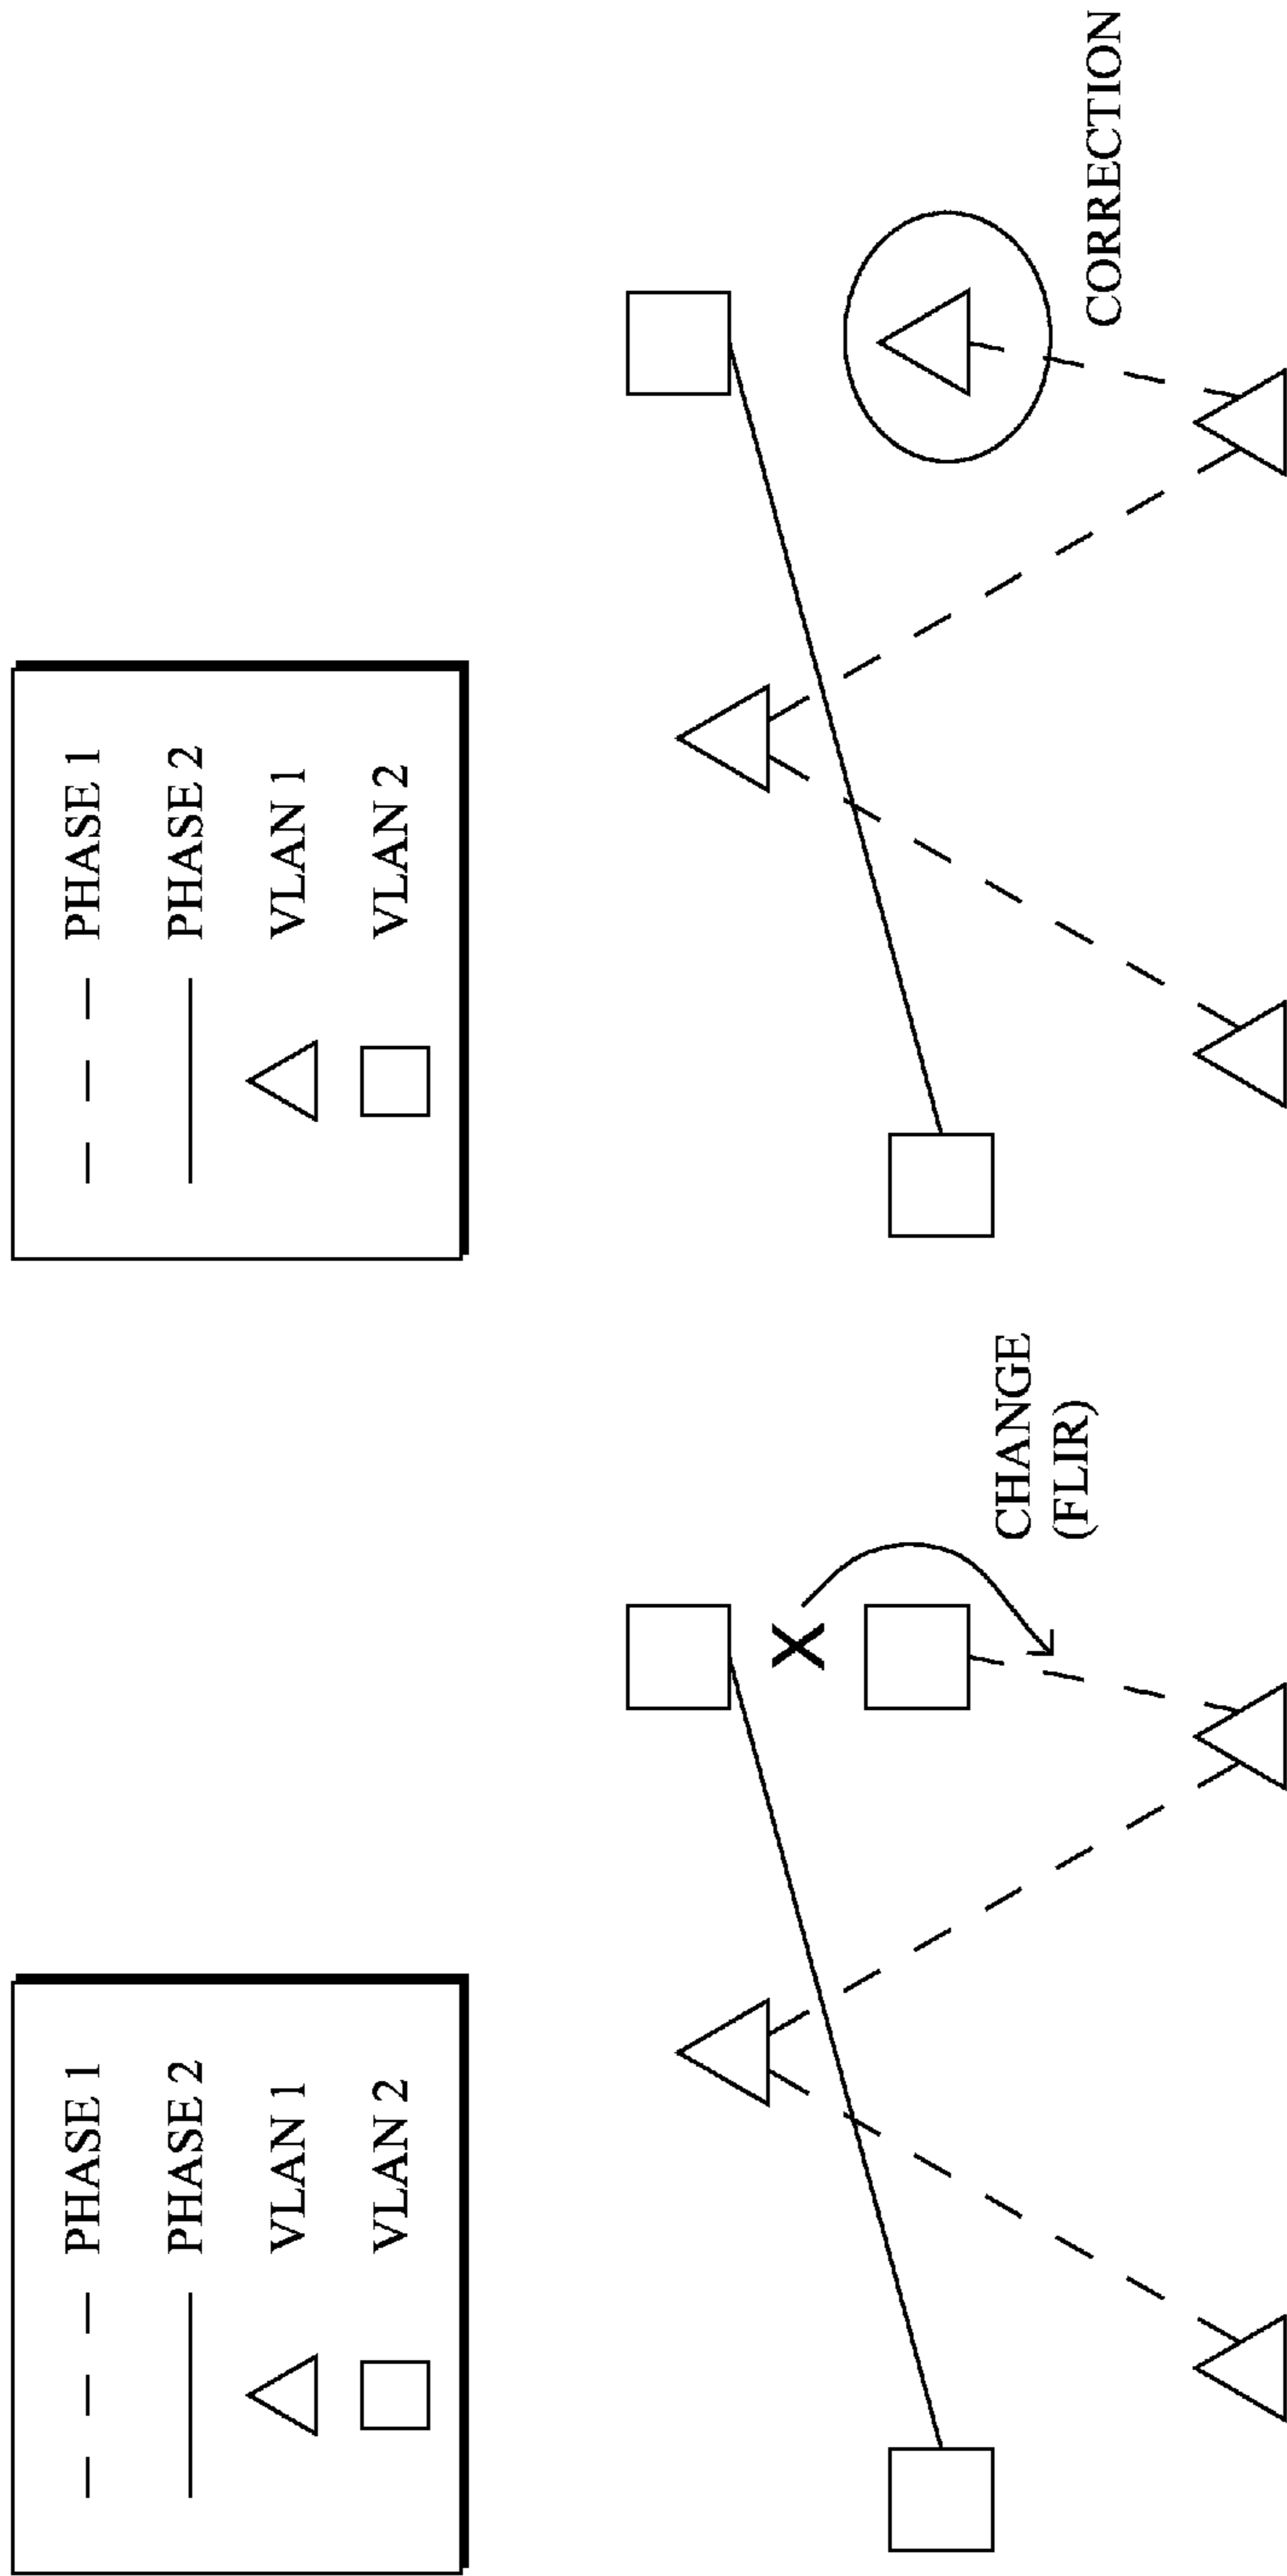 PHASE 1
PHASE 2
VLAN 1
VLAN 2
CHANGE
(FLIR)
PHASE 1
PHASE 2
VLAN 1
VLAN 2
CORRECTION
X